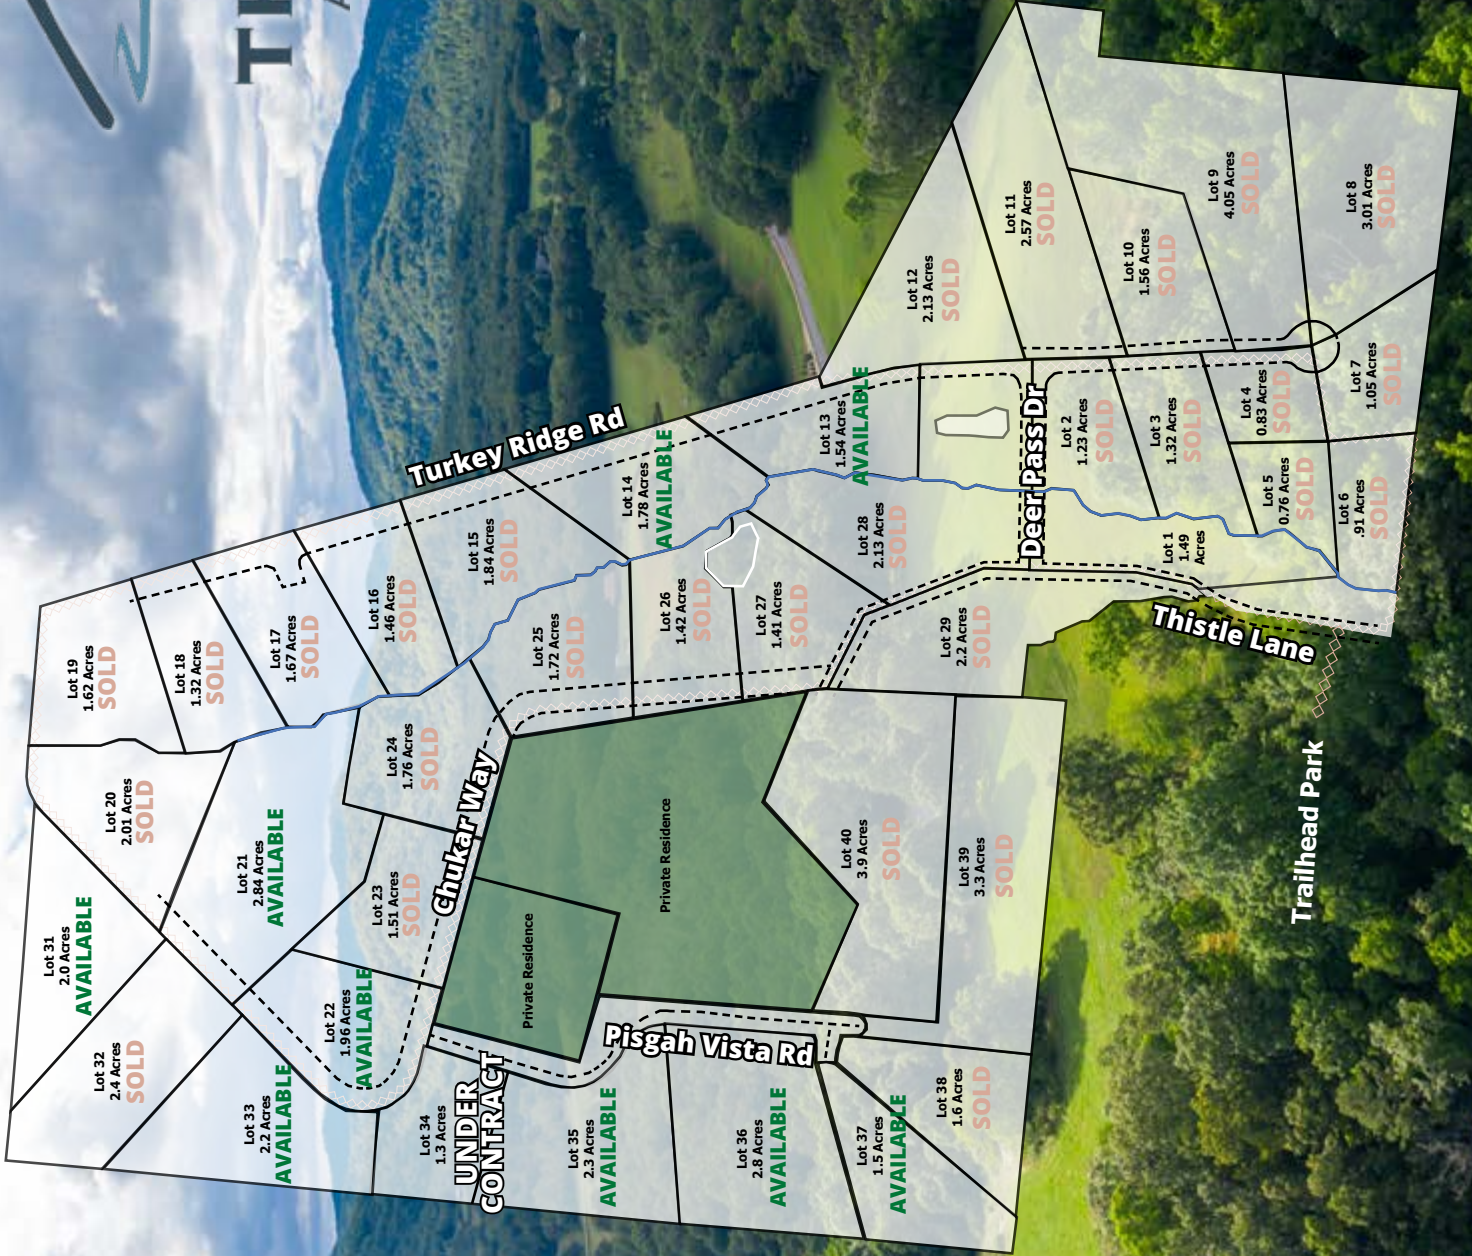 TH
A
Turkey Ridge Rd
Deer Pass Dr
Thistle Lane
Chukar Way
Pisgah Vista Rd
Trailhead Park
Private Residence
Private Residence
Lot 1
1.49
Acres
Lot 2
1.23 Acres
SOLD
Lot 3
1.32 Acres
SOLD
Lot 4
0.83 Acres
SOLD
Lot 5
0.76 Acres
SOLD
Lot 6
.91 Acres
SOLD
Lot 7
1.05 Acres
SOLD
Lot 8
3.01 Acres
SOLD
Lot 9
4.05 Acres
SOLD
Lot 10
1.56 Acres
SOLD
Lot 11
2.57 Acres
SOLD
Lot 12
2.13 Acres
SOLD
Lot 13
1.54 Acres
AVAILABLE
Lot 14
1.78 Acres
AVAILABLE
Lot 15
1.84 Acres
SOLD
Lot 16
1.46 Acres
SOLD
Lot 17
1.67 Acres
SOLD
Lot 18
1.32 Acres
SOLD
Lot 19
1.62 Acres
SOLD
Lot 20
2.01 Acres
SOLD
Lot 21
2.84 Acres
AVAILABLE
Lot 22
1.96 Acres
AVAILABLE
Lot 23
1.51 Acres
SOLD
Lot 24
1.76 Acres
SOLD
Lot 25
1.72 Acres
SOLD
Lot 26
1.42 Acres
SOLD
Lot 27
1.41 Acres
SOLD
Lot 28
2.13 Acres
SOLD
Lot 29
2.2 Acres
SOLD
Lot 31
2.0 Acres
AVAILABLE
Lot 32
2.4 Acres
SOLD
Lot 33
2.2 Acres
AVAILABLE
Lot 34
1.3 Acres
UNDER
CONTRACT
Lot 35
2.3 Acres
AVAILABLE
Lot 36
2.8 Acres
AVAILABLE
Lot 37
1.5 Acres
AVAILABLE
Lot 38
1.6 Acres
SOLD
Lot 39
3.3 Acres
SOLD
Lot 40
3.9 Acres
SOLD